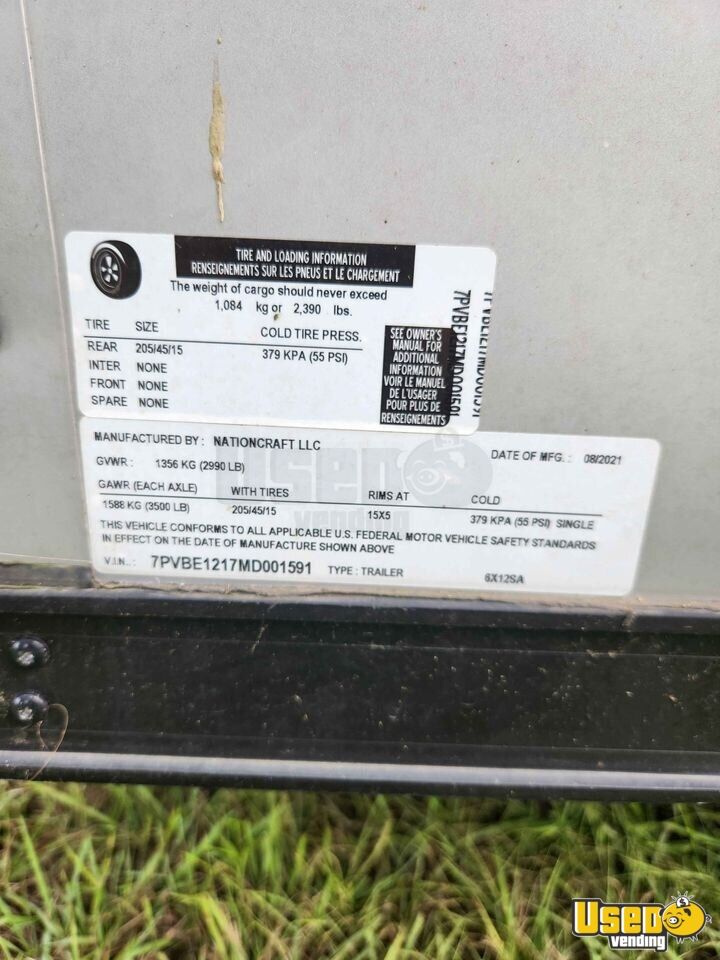 TIRE AND LOADING INFORMATION
RENSEIGNEMENTS SUR LES PNEUS ET LE CHARGEMENT
The weight of cargo should never exceed
1,084 kg or 2,390 lbs.
TIRE SIZE COLD TIRE PRESS.
REAR 205/45/15 379 KPA (55 PSI)
INTER NONE
FRONT NONE
SPARE NONE
SEE OWNER'S
MANUAL FOR
ADDITIONAL
INFORMATION
VOIR LE MANUEL
DE L'USAGER
POUR PLUS DE
RENSEIGNEMENTS
7PVBE1217MD001591
7PVBE1217MD001591
MANUFACTURED BY: NATIONCRAFT LLC DATE OF MFG.: 08/2021
GVWR: 1356 KG (2990 LB)
GAWR (EACH AXLE) WITH TIRES RIMS AT COLD
1588 KG (3500 LB) 205/45/15 15X5 379 KPA (55 PSI) SINGLE
THIS VEHICLE CONFORMS TO ALL APPLICABLE U.S. FEDERAL MOTOR VEHICLE SAFETY STANDARDS
IN EFFECT ON THE DATE OF MANUFACTURE SHOWN ABOVE
V.I.N..: 7PVBE1217MD001591 TYPE: TRAILER 6X12SA
Used
vending
Used
vending